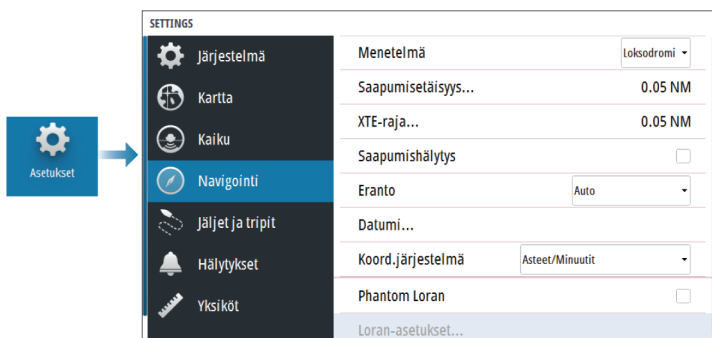 SETTINGS
Asetukset
Järjestelmä
Kartta
Kaiku
Navigointi
Jäljet ja tripit
Hälytykset
Yksiköt
Menetelmä Loksodromi
Saapumisetäisyys... 0.05 NM
XTE-raja... 0.05 NM
Saapumishälytys
Eranto Auto
Datumi...
Koord.järjestelmä Asteet/Minuutit
Phantom Loran
Loran-asetukset...